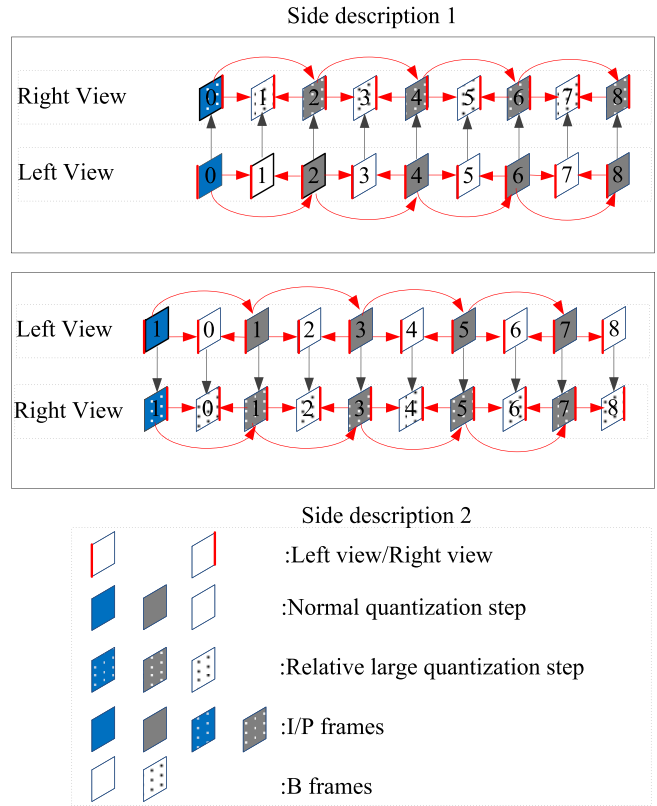 Side description 1
Right View 0 1 2 3 4 5 6 7 8
Left View 0 1 2 3 4 5 6 7 8
Left View 1 0 1 2 3 4 5 6 7 8
Right View 1 0 1 2 3 4 5 6 7 8
Side description 2
:Left view/Right view
:Normal quantization step
:Relative large quantization step
:I/P frames
:B frames